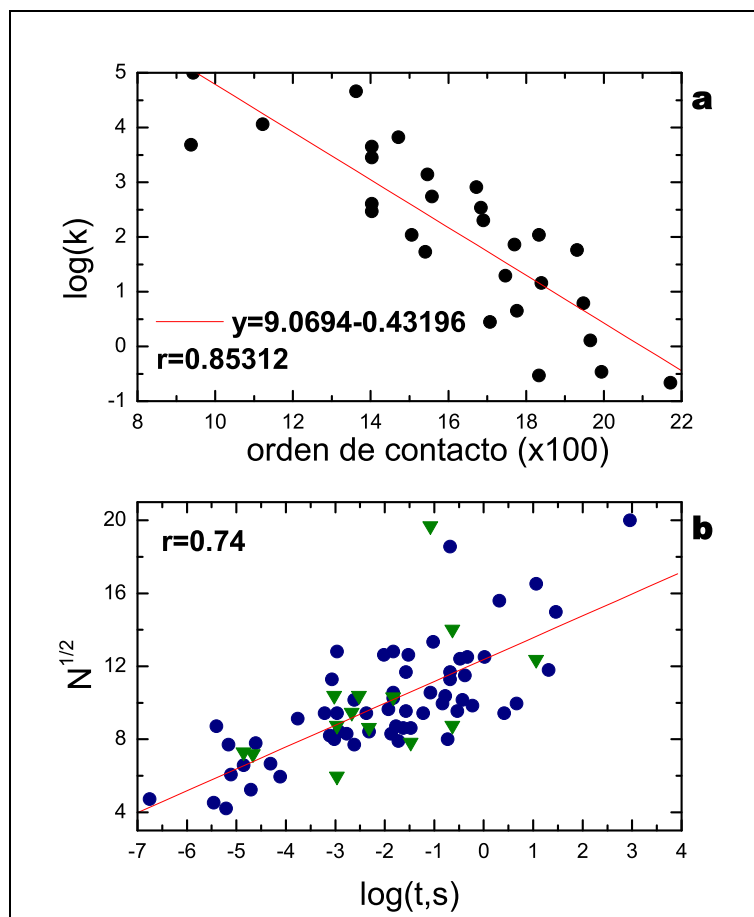 a
log(k)
5
4
3
2
1
0
-1
y=9.0694-0.43196
r=0.85312
8 10 12 14 16 18 20 22
orden de contacto (x100)
b
N^1/2
20
16
12
8
4
r=0.74
-7 -6 -5 -4 -3 -2 -1 0 1 2 3 4
log(t,s)